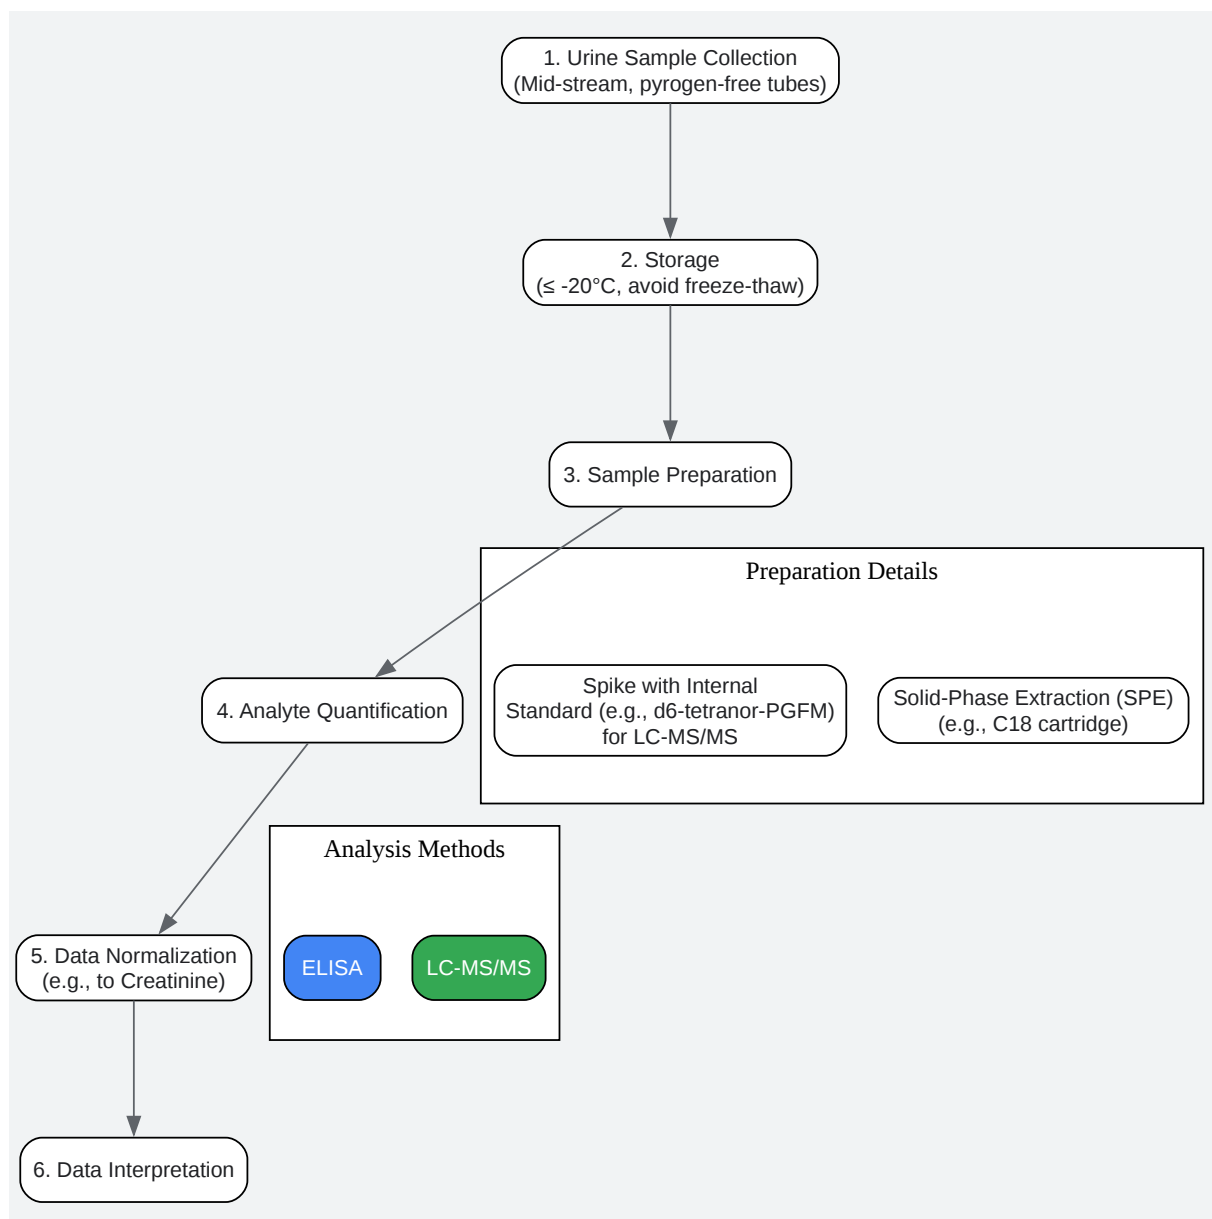 1. Urine Sample Collection
(Mid-stream, pyrogen-free tubes)
2. Storage
(≤ -20°C, avoid freeze-thaw)
3. Sample Preparation
Preparation Details
Spike with Internal
Standard (e.g., d6-tetranor-PGFM)
for LC-MS/MS
Solid-Phase Extraction (SPE)
(e.g., C18 cartridge)
4. Analyte Quantification
Analysis Methods
ELISA
LC-MS/MS
5. Data Normalization
(e.g., to Creatinine)
6. Data Interpretation